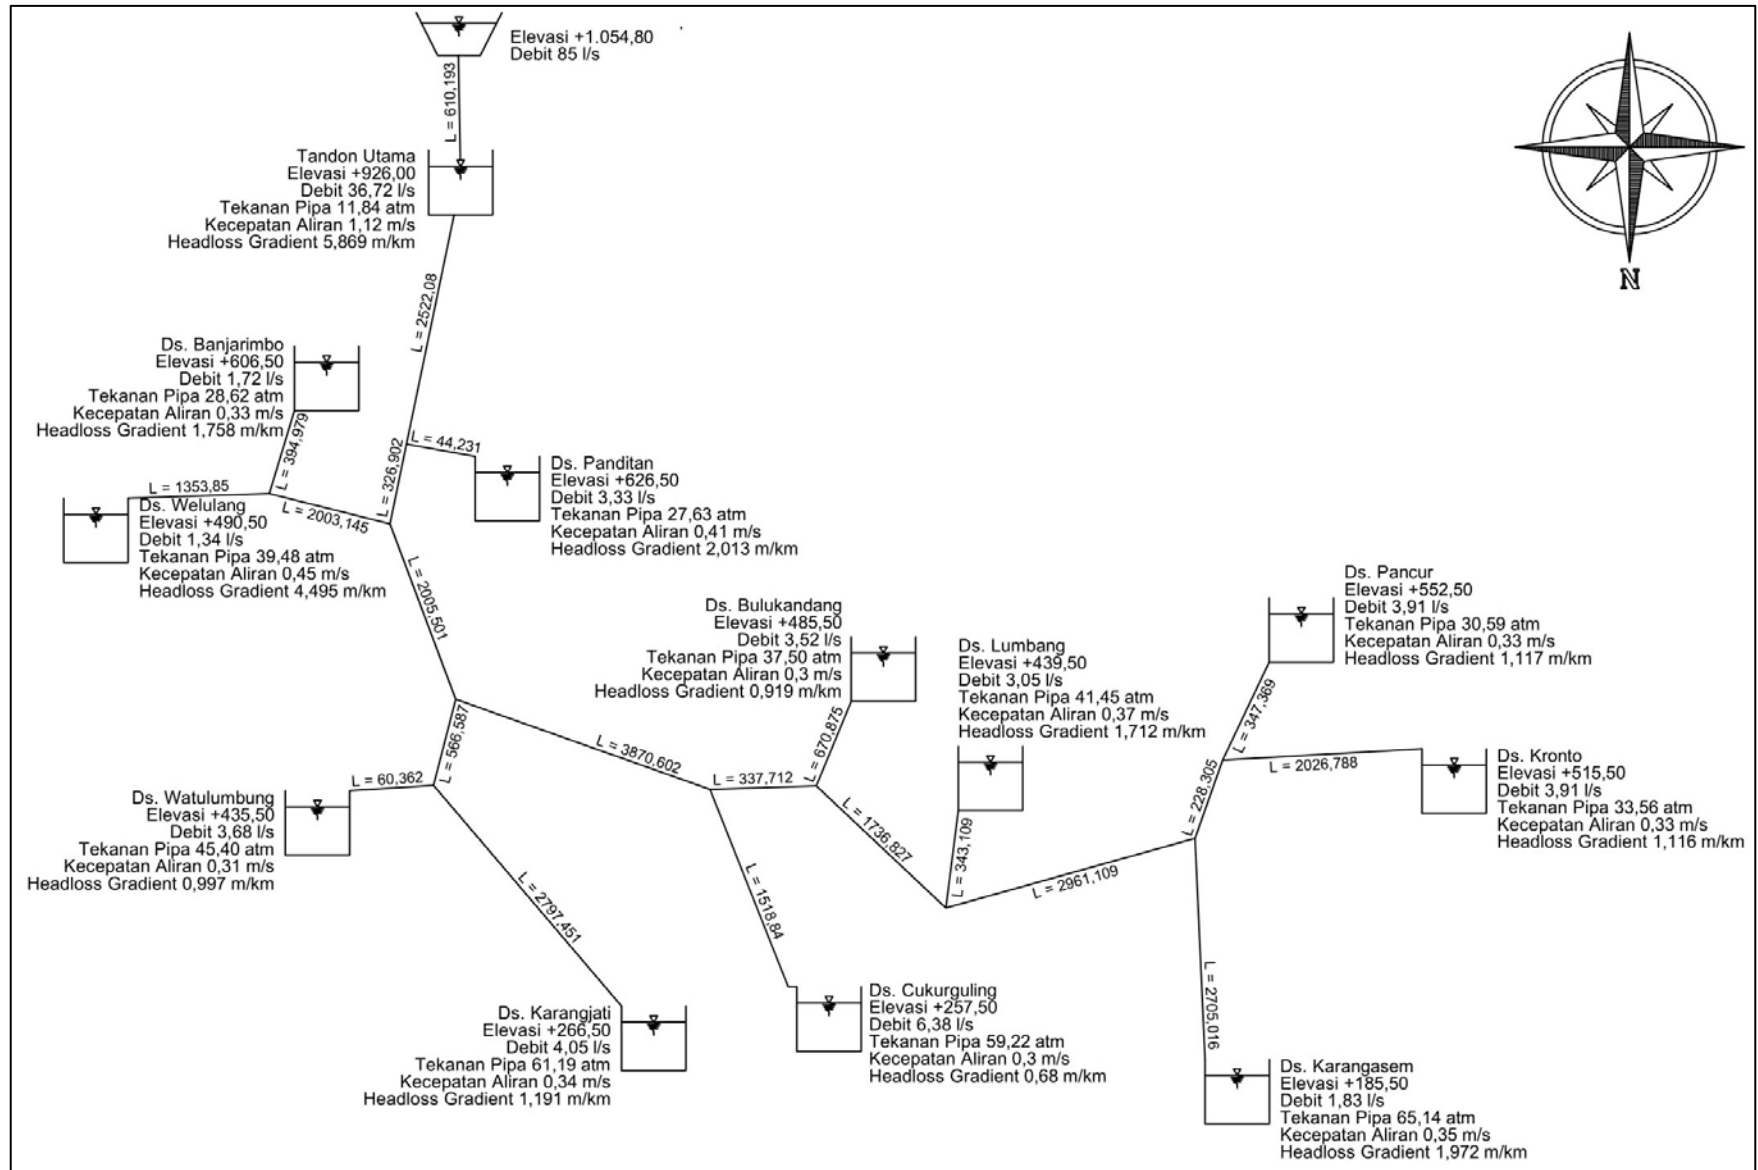 Elevasi +1.054,80
Debit 85 l/s
L = 610,193
Tandon Utama
Elevasi +926,00
Debit 36,72 l/s
Tekanan Pipa 11,84 atm
Kecepatan Aliran 1,12 m/s
Headloss Gradient 5,869 m/km
N
L = 2522,08
Ds. Banjarimbo
Elevasi +606,50
Debit 1,72 l/s
Tekanan Pipa 28,62 atm
Kecepatan Aliran 0,33 m/s
Headloss Gradient 1,758 m/km
L = 394,979
L = 326,902
L = 44,231
Ds. Panditan
Elevasi +626,50
Debit 3,33 l/s
Tekanan Pipa 27,63 atm
Kecepatan Aliran 0,41 m/s
Headloss Gradient 2,013 m/km
L = 1353,85
L = 2003,145
Ds. Welulang
Elevasi +490,50
Debit 1,34 l/s
Tekanan Pipa 39,48 atm
Kecepatan Aliran 0,45 m/s
Headloss Gradient 4,495 m/km
L = 2005,501
Ds. Bulukandang
Elevasi +485,50
Debit 3,52 l/s
Tekanan Pipa 37,50 atm
Kecepatan Aliran 0,3 m/s
Headloss Gradient 0,919 m/km
Ds. Lumbang
Elevasi +439,50
Debit 3,05 l/s
Tekanan Pipa 41,45 atm
Kecepatan Aliran 0,37 m/s
Headloss Gradient 1,712 m/km
Ds. Pancur
Elevasi +552,50
Debit 3,91 l/s
Tekanan Pipa 30,59 atm
Kecepatan Aliran 0,33 m/s
Headloss Gradient 1,117 m/km
L = 566,587
L = 3870,602
L = 670,875
L = 347,369
L = 60,362
L = 337,712
L = 1736,827
L = 343,109
L = 228,305
L = 2026,788
Ds. Kronto
Elevasi +515,50
Debit 3,91 l/s
Tekanan Pipa 33,56 atm
Kecepatan Aliran 0,33 m/s
Headloss Gradient 1,116 m/km
Ds. Watulumbung
Elevasi +435,50
Debit 3,68 l/s
Tekanan Pipa 45,40 atm
Kecepatan Aliran 0,31 m/s
Headloss Gradient 0,997 m/km
L = 2797,451
L = 1518,84
L = 2961,109
L = 2705,016
Ds. Karangjati
Elevasi +266,50
Debit 4,05 l/s
Tekanan Pipa 61,19 atm
Kecepatan Aliran 0,34 m/s
Headloss Gradient 1,191 m/km
Ds. Cukurguling
Elevasi +257,50
Debit 6,38 l/s
Tekanan Pipa 59,22 atm
Kecepatan Aliran 0,3 m/s
Headloss Gradient 0,68 m/km
Ds. Karangasem
Elevasi +185,50
Debit 1,83 l/s
Tekanan Pipa 65,14 atm
Kecepatan Aliran 0,35 m/s
Headloss Gradient 1,972 m/km